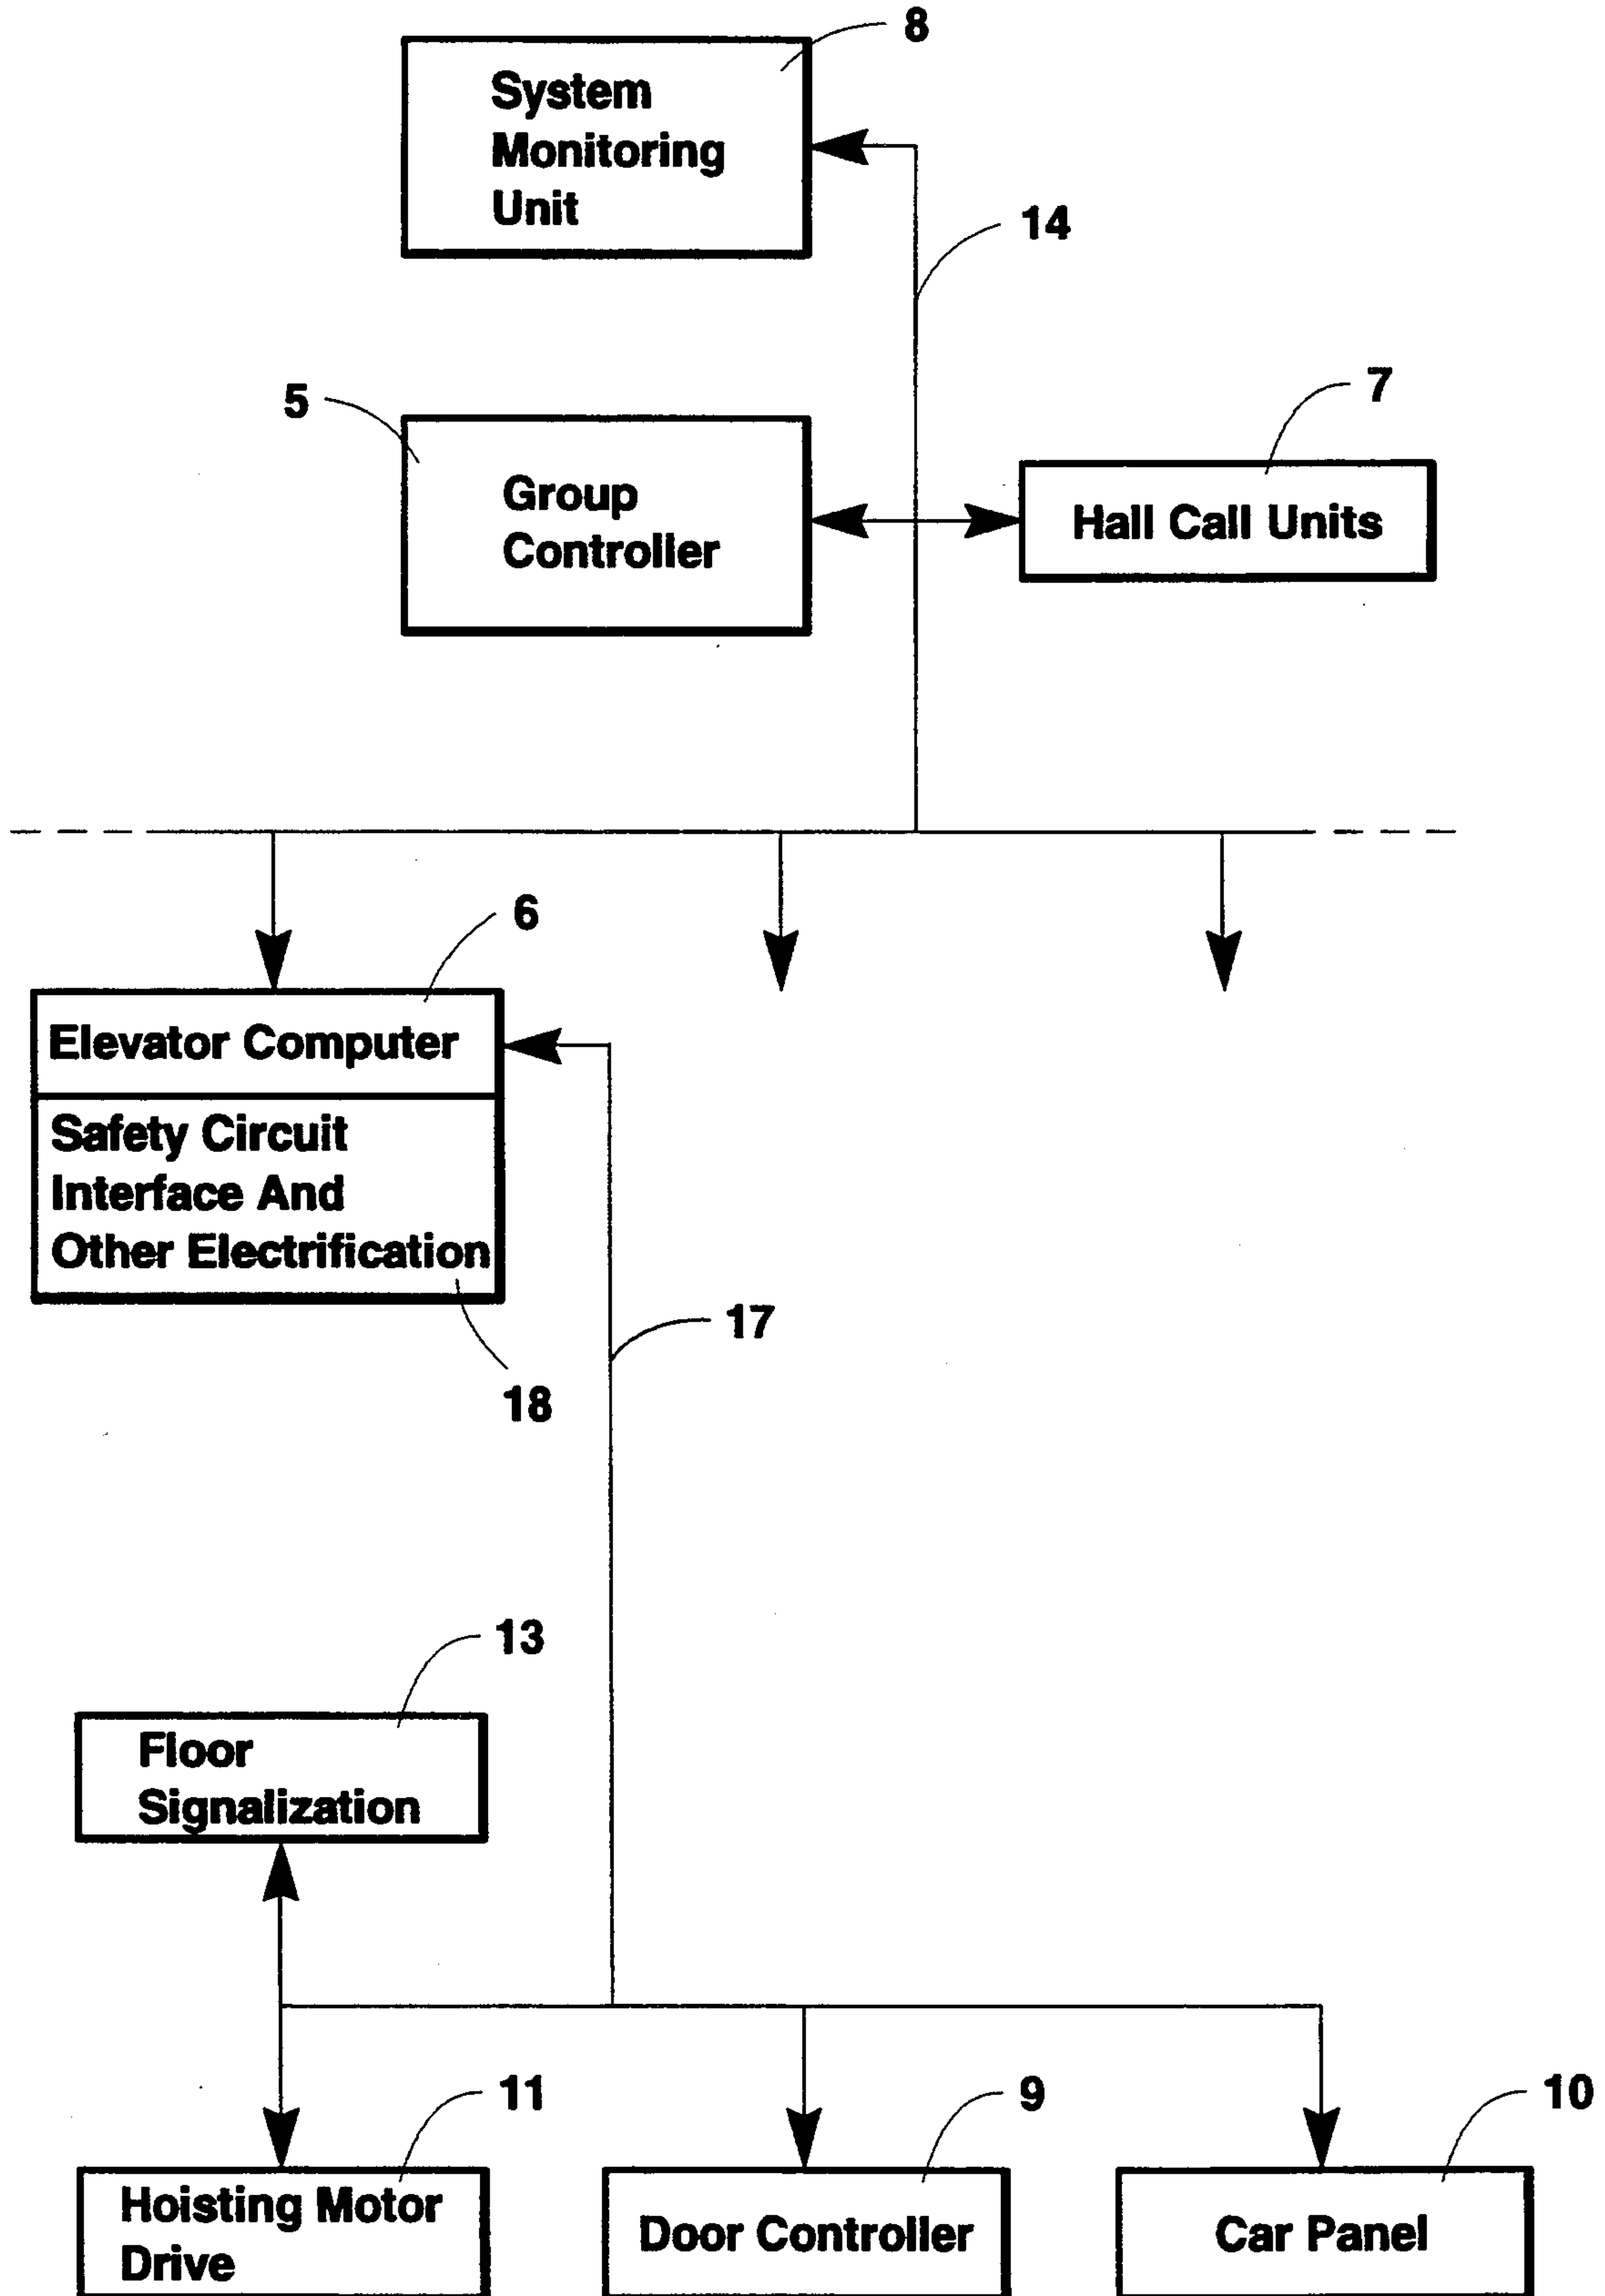 8
System
Monitoring
Unit
14
5
Group
Controller
7
Hall Call Units
6
Elevator Computer
Safety Circuit
Interface And
Other Electrification
17
18
13
Floor
Signalization
11
Hoisting Motor
Drive
9
Door Controller
10
Car Panel